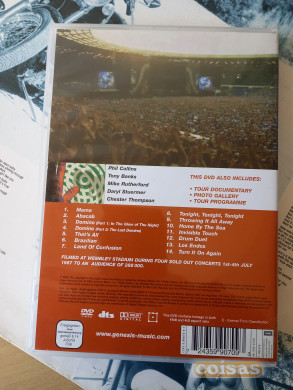 Phil Collins
Tony Banks
Mike Rutherford
Daryl Stuermer
Chester Thompson
THIS DVD ALSO INCLUDES:
• TOUR DOCUMENTARY
• PHOTO GALLERY
• TOUR PROGRAMME
1. Mama
2. Abacab
3. Domino (Part 1: In The Glow Of The Night)
4. Domino (Part 2: The Last Domino)
5. That's All
6. Brazilian
7. Land Of Confusion
8. Tonight, Tonight, Tonight
9. Throwing It All Away
10. Home By The Sea
11. Invisible Touch
12. Drum Duet
13. Los Endos
14. Turn It On Again
FILMED AT WEMBLEY STADIUM DURING FOUR SOLD OUT CONCERTS 1st-4th JULY
1987 TO AN AUDIENCE OF
DVD
dts
www.genesis-music.com
coisas